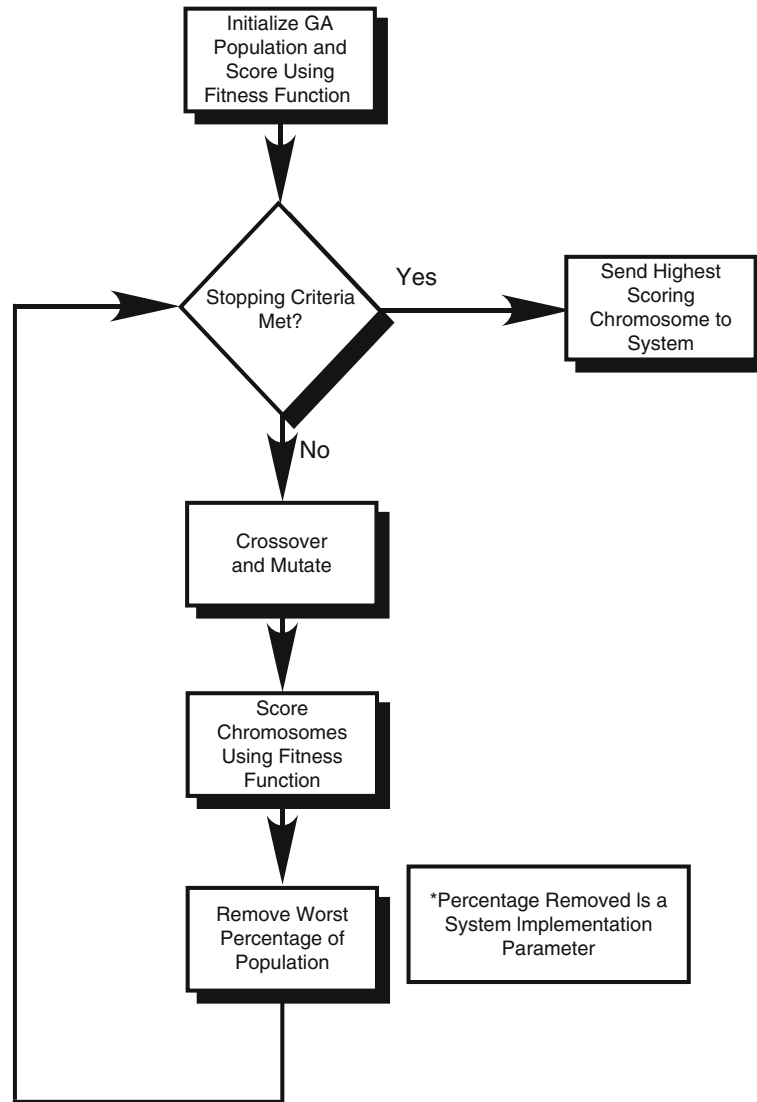 Initialize GA
Population and
Score Using
Fitness Function
Stopping Criteria
Met?
Yes
Send Highest
Scoring
Chromosome to
System
No
Crossover
and Mutate
Score
Chromosomes
Using Fitness
Function
Remove Worst
Percentage of
Population
*Percentage Removed Is a
System Implementation
Parameter